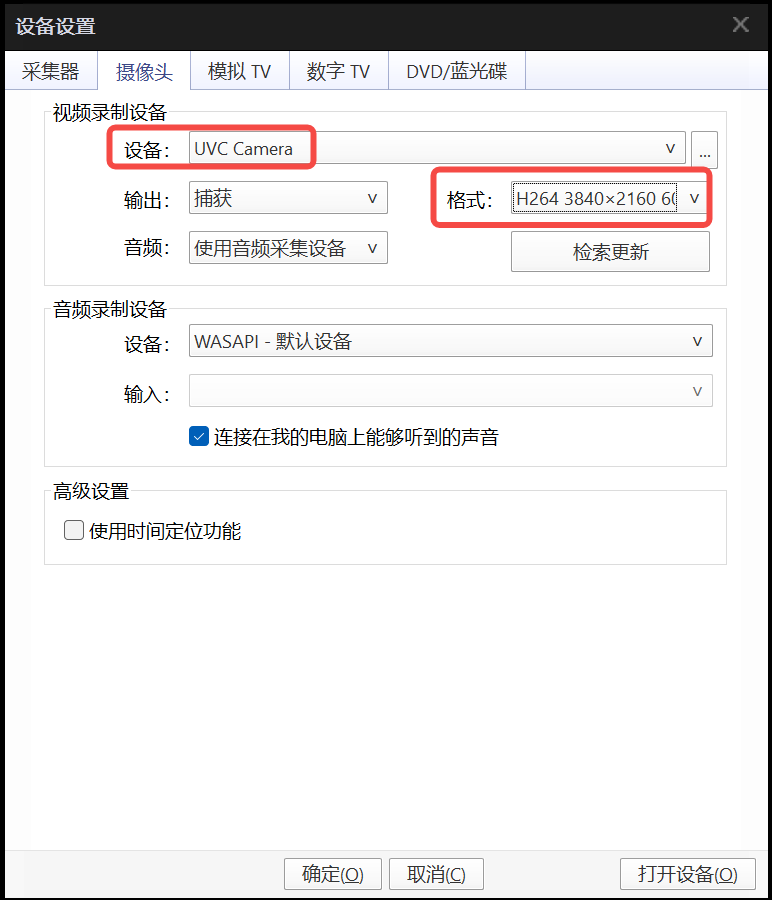 设备设置
采集器 摄像头 模拟 TV 数字 TV DVD/蓝光碟
视频录制设备
设备： UVC Camera ...
输出： 捕获 格式： H264 3840×2160 60
音频： 使用音频采集设备 检索更新
音频录制设备
设备： WASAPI - 默认设备
输入：
连接在我的电脑上能够听到的声音
高级设置
使用时间定位功能
确定(O) 取消(C) 打开设备(O)